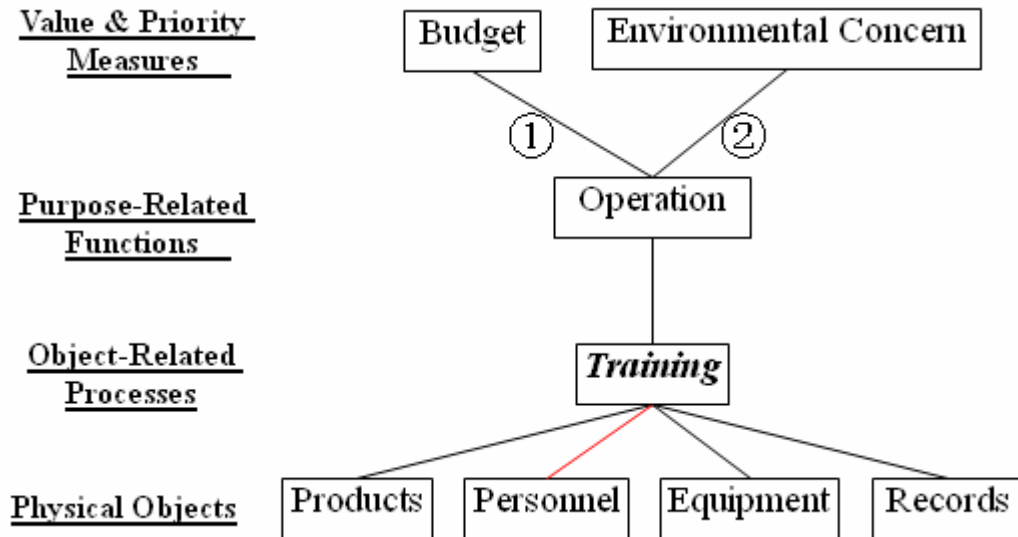 Value & Priority
Measures
Budget
Environmental Concern
①
②
Purpose-Related
Functions
Operation
Object-Related
Processes
Training
Physical Objects
Products
Personnel
Equipment
Records